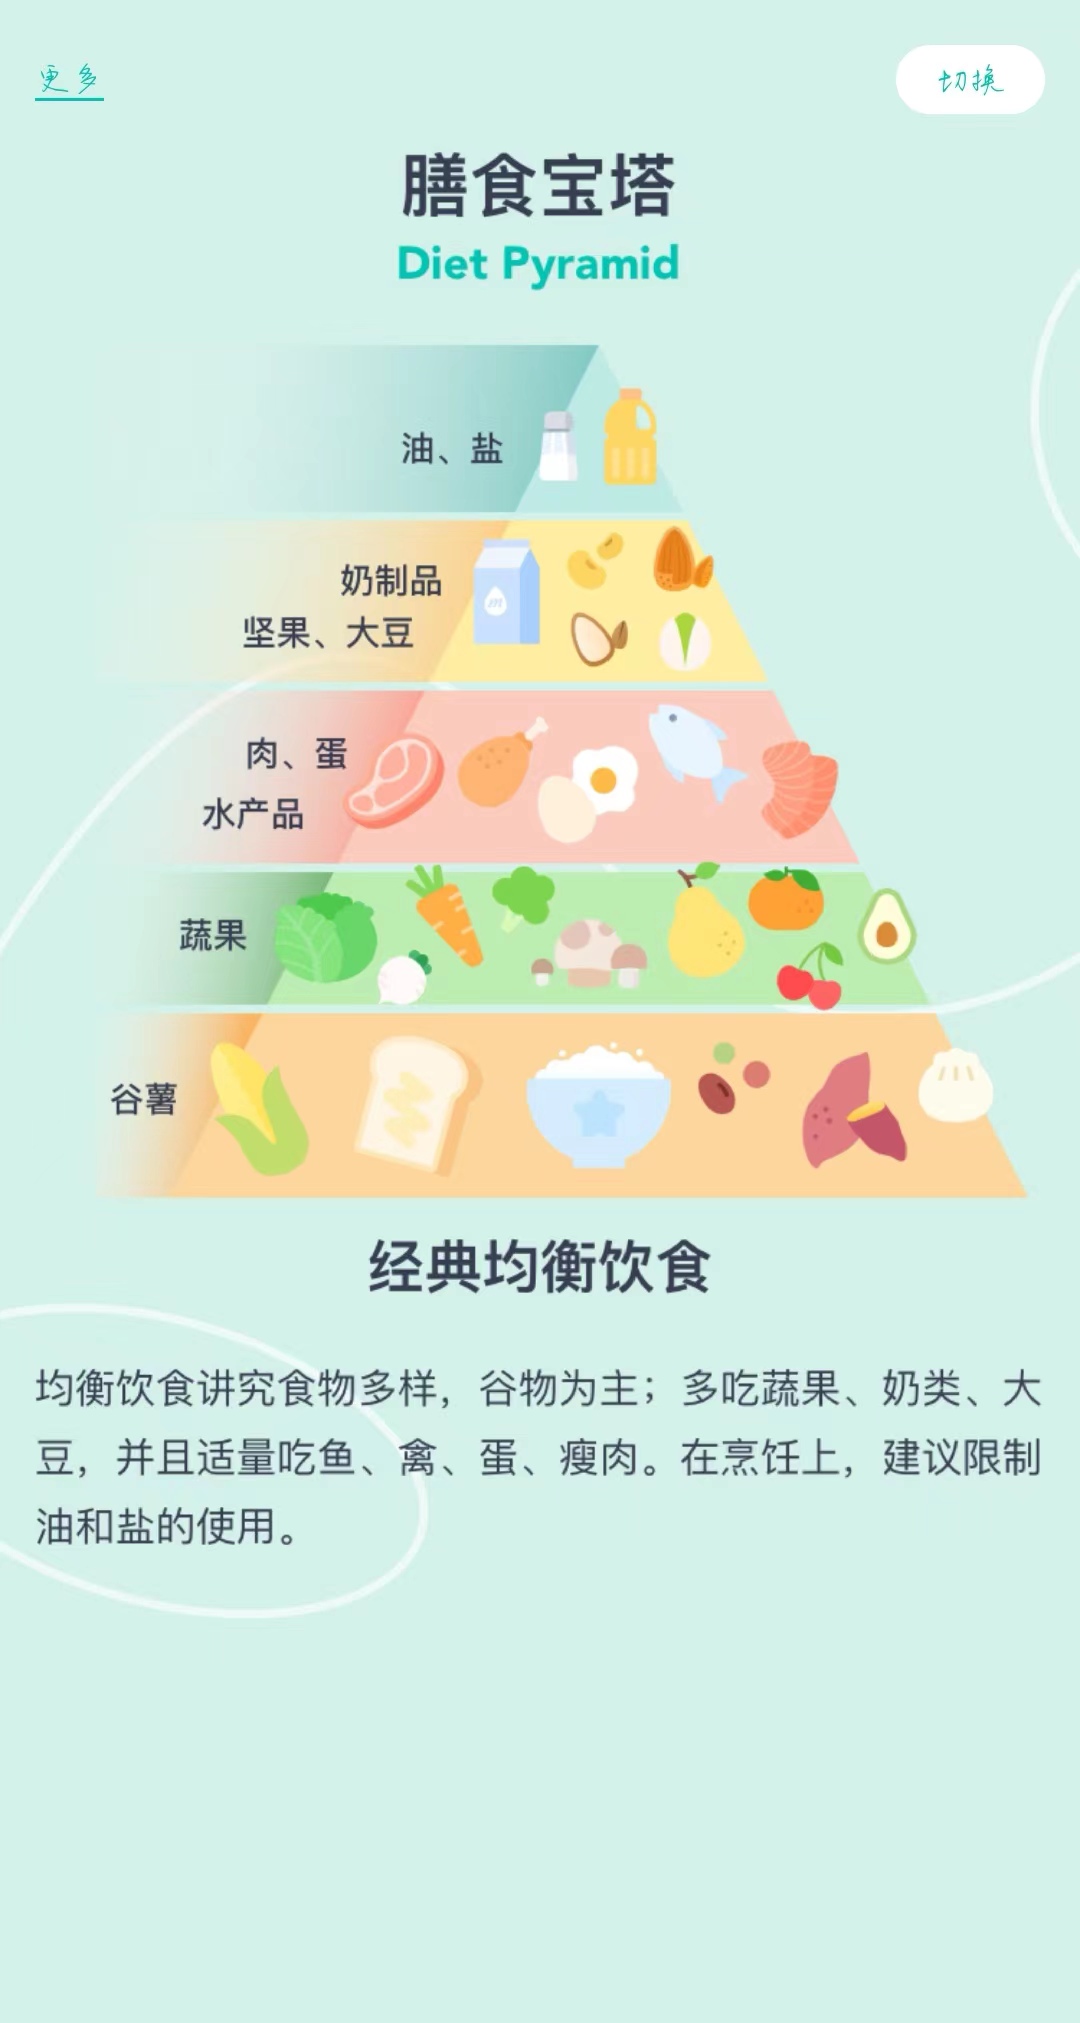 更多
切换
膳食宝塔
Diet Pyramid
油、盐
奶制品
坚果、大豆
m
肉、蛋
水产品
蔬果
谷薯
经典均衡饮食
均衡饮食讲究食物多样，谷物为主；多吃蔬果、奶类、大
豆，并且适量吃鱼、禽、蛋、瘦肉。在烹饪上，建议限制
油和盐的使用。